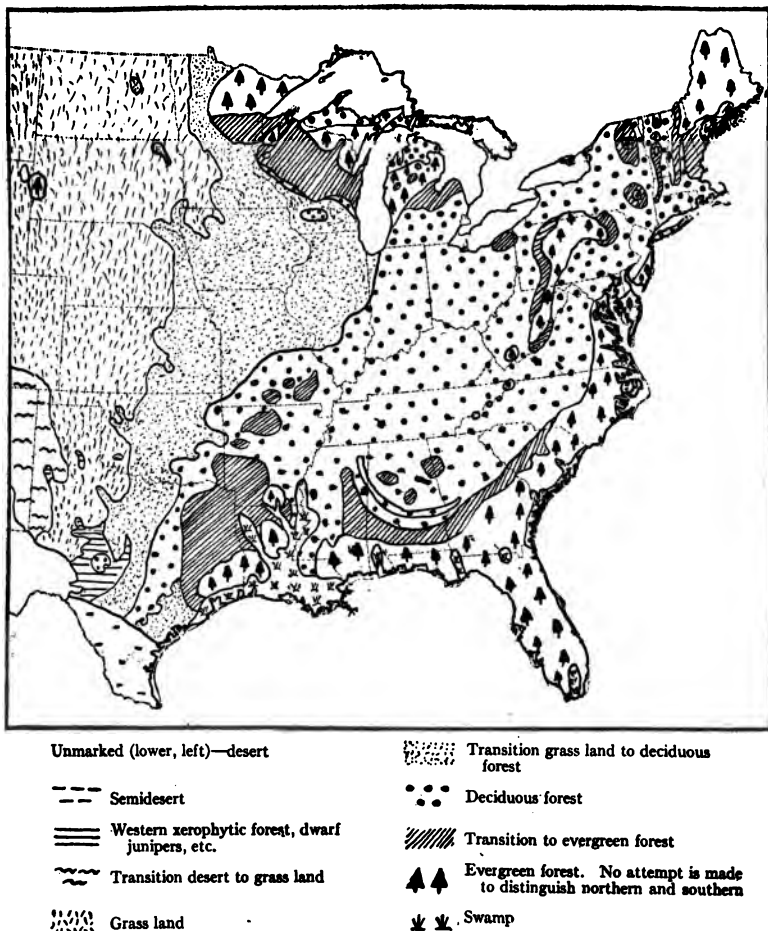 Unmarked (lower, left)—desert
Semidesert
Western xerophytic forest, dwarf
junipers, etc.
Transition desert to grass land
Grass land
Transition grass land to deciduous
forest
Deciduous forest
Transition to evergreen forest
Evergreen forest. No attempt is made
to distinguish northern and southern
Swamp